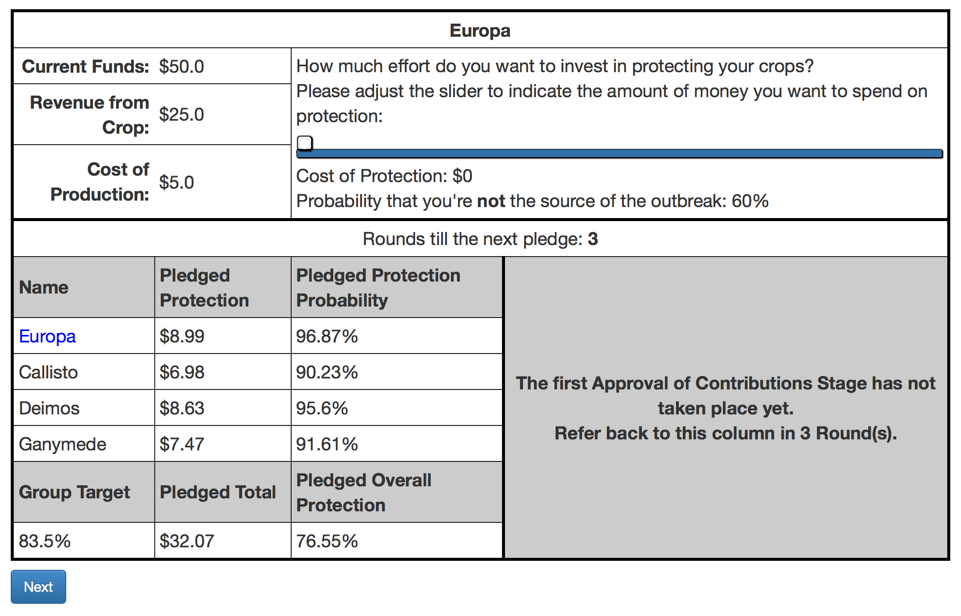 Europa
Current Funds: $50.0
Revenue from
Crop: $25.0
Cost of
Production: $5.0
How much effort do you want to invest in protecting your crops?
Please adjust the slider to indicate the amount of money you want to spend on
protection:
Cost of Protection: $0
Probability that you're not the source of the outbreak: 60%
Rounds till the next pledge: 3
Name Pledged Protection Pledged Protection Probability
Europa $8.99 96.87%
Callisto $6.98 90.23%
Deimos $8.63 95.6%
Ganymede $7.47 91.61%
Group Target Pledged Total Pledged Overall Protection
83.5% $32.07 76.55%
The first Approval of Contributions Stage has not
taken place yet.
Refer back to this column in 3 Round(s).
Next